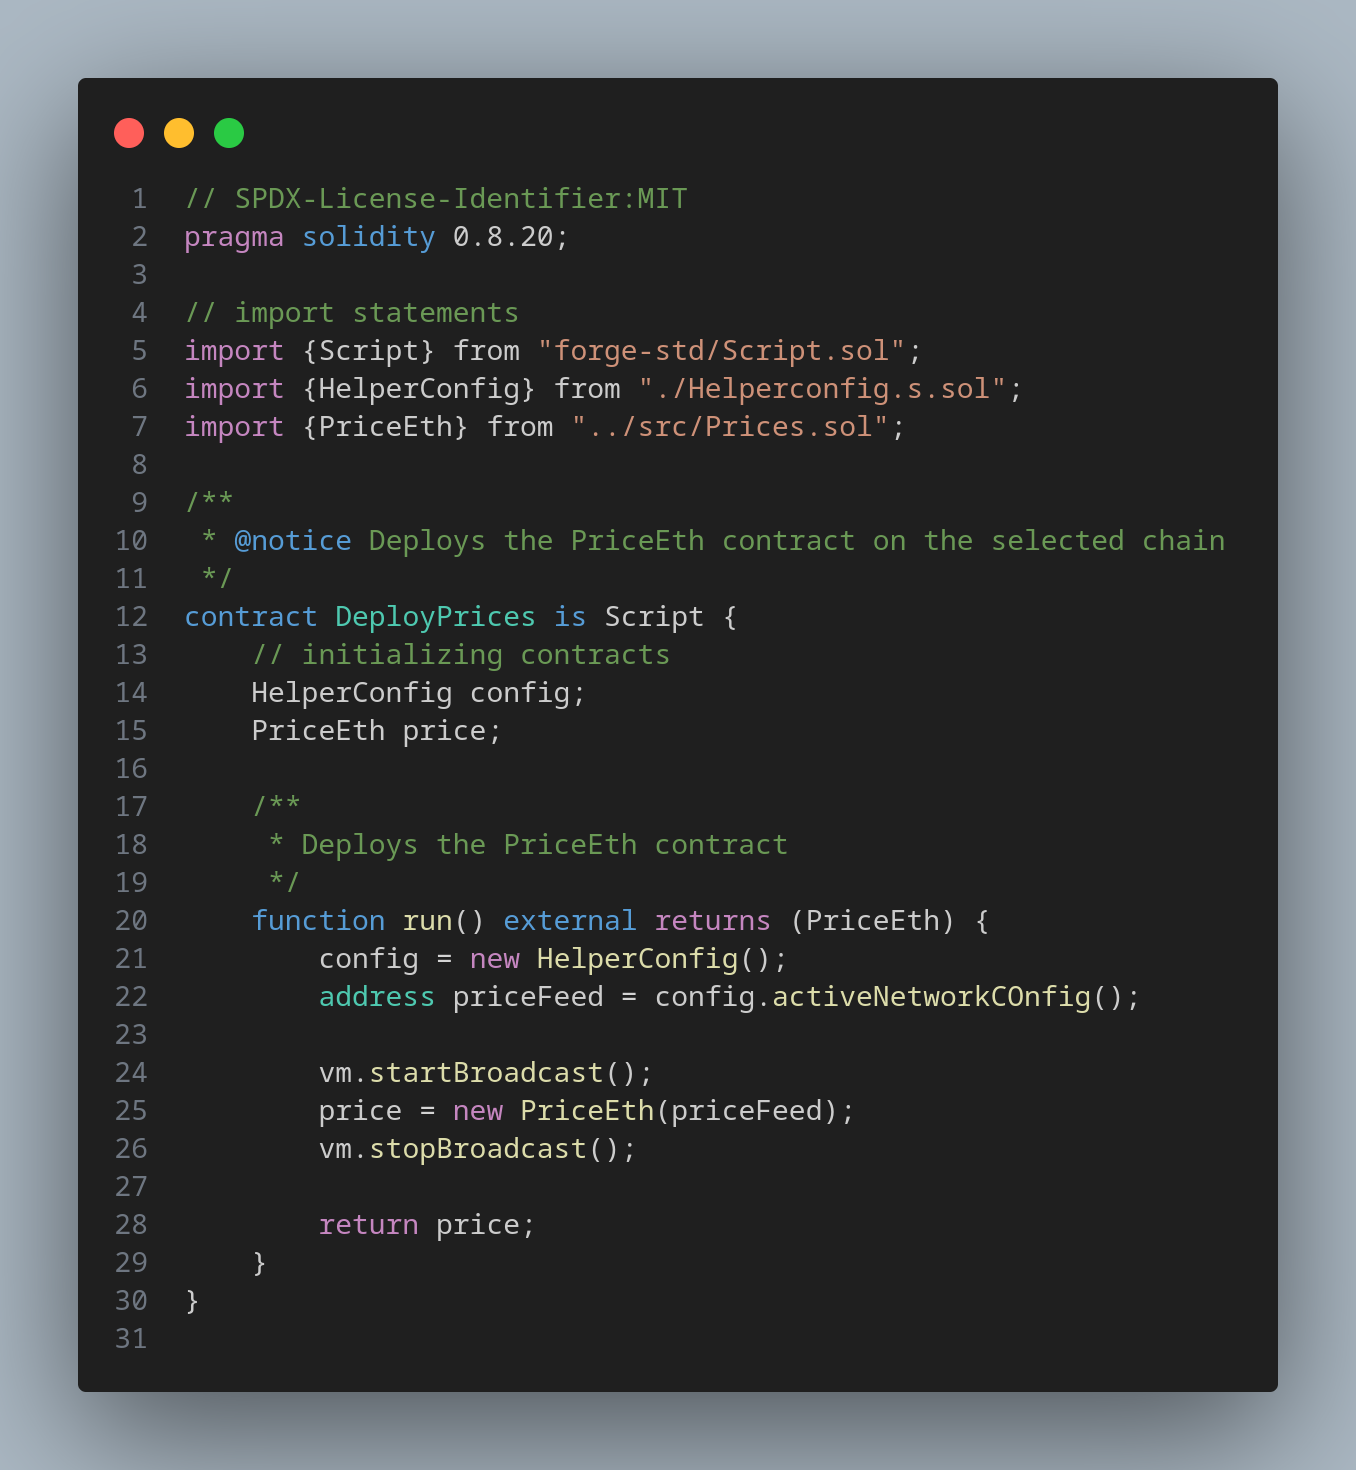 1 // SPDX-License-Identifier:MIT
2 pragma solidity 0.8.20;
3
4 // import statements
5 import {Script} from "forge-std/Script.sol";
6 import {HelperConfig} from "./Helperconfig.s.sol";
7 import {PriceEth} from "../src/Prices.sol";
8
9 /**
10  * @notice Deploys the PriceEth contract on the selected chain
11  */
12 contract DeployPrices is Script {
13     // initializing contracts
14     HelperConfig config;
15     PriceEth price;
16
17     /**
18      * Deploys the PriceEth contract
19      */
20     function run() external returns (PriceEth) {
21         config = new HelperConfig();
22         address priceFeed = config.activeNetworkCOnfig();
23
24         vm.startBroadcast();
25         price = new PriceEth(priceFeed);
26         vm.stopBroadcast();
27
28         return price;
29     }
30 }
31